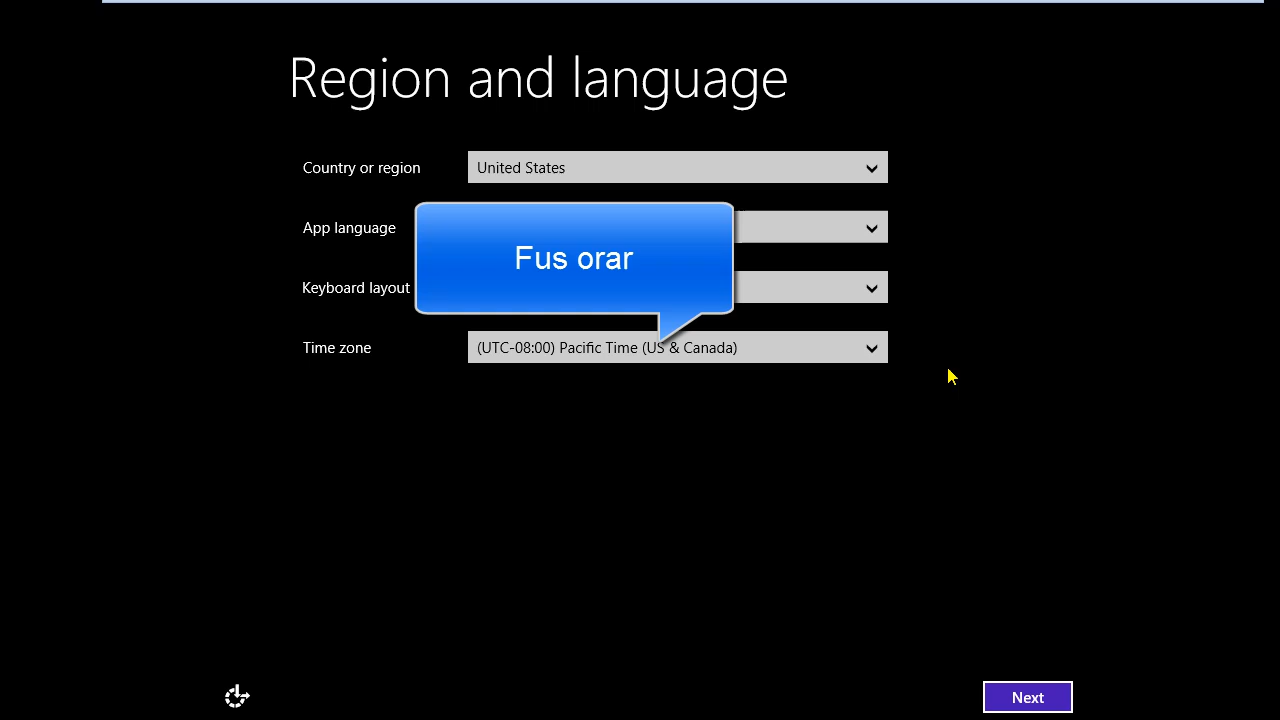 Region and language
Country or region
United States
App language
Fus orar
Keyboard layout
Time zone
(UTC-08:00) Pacific Time (US & Canada)
Next